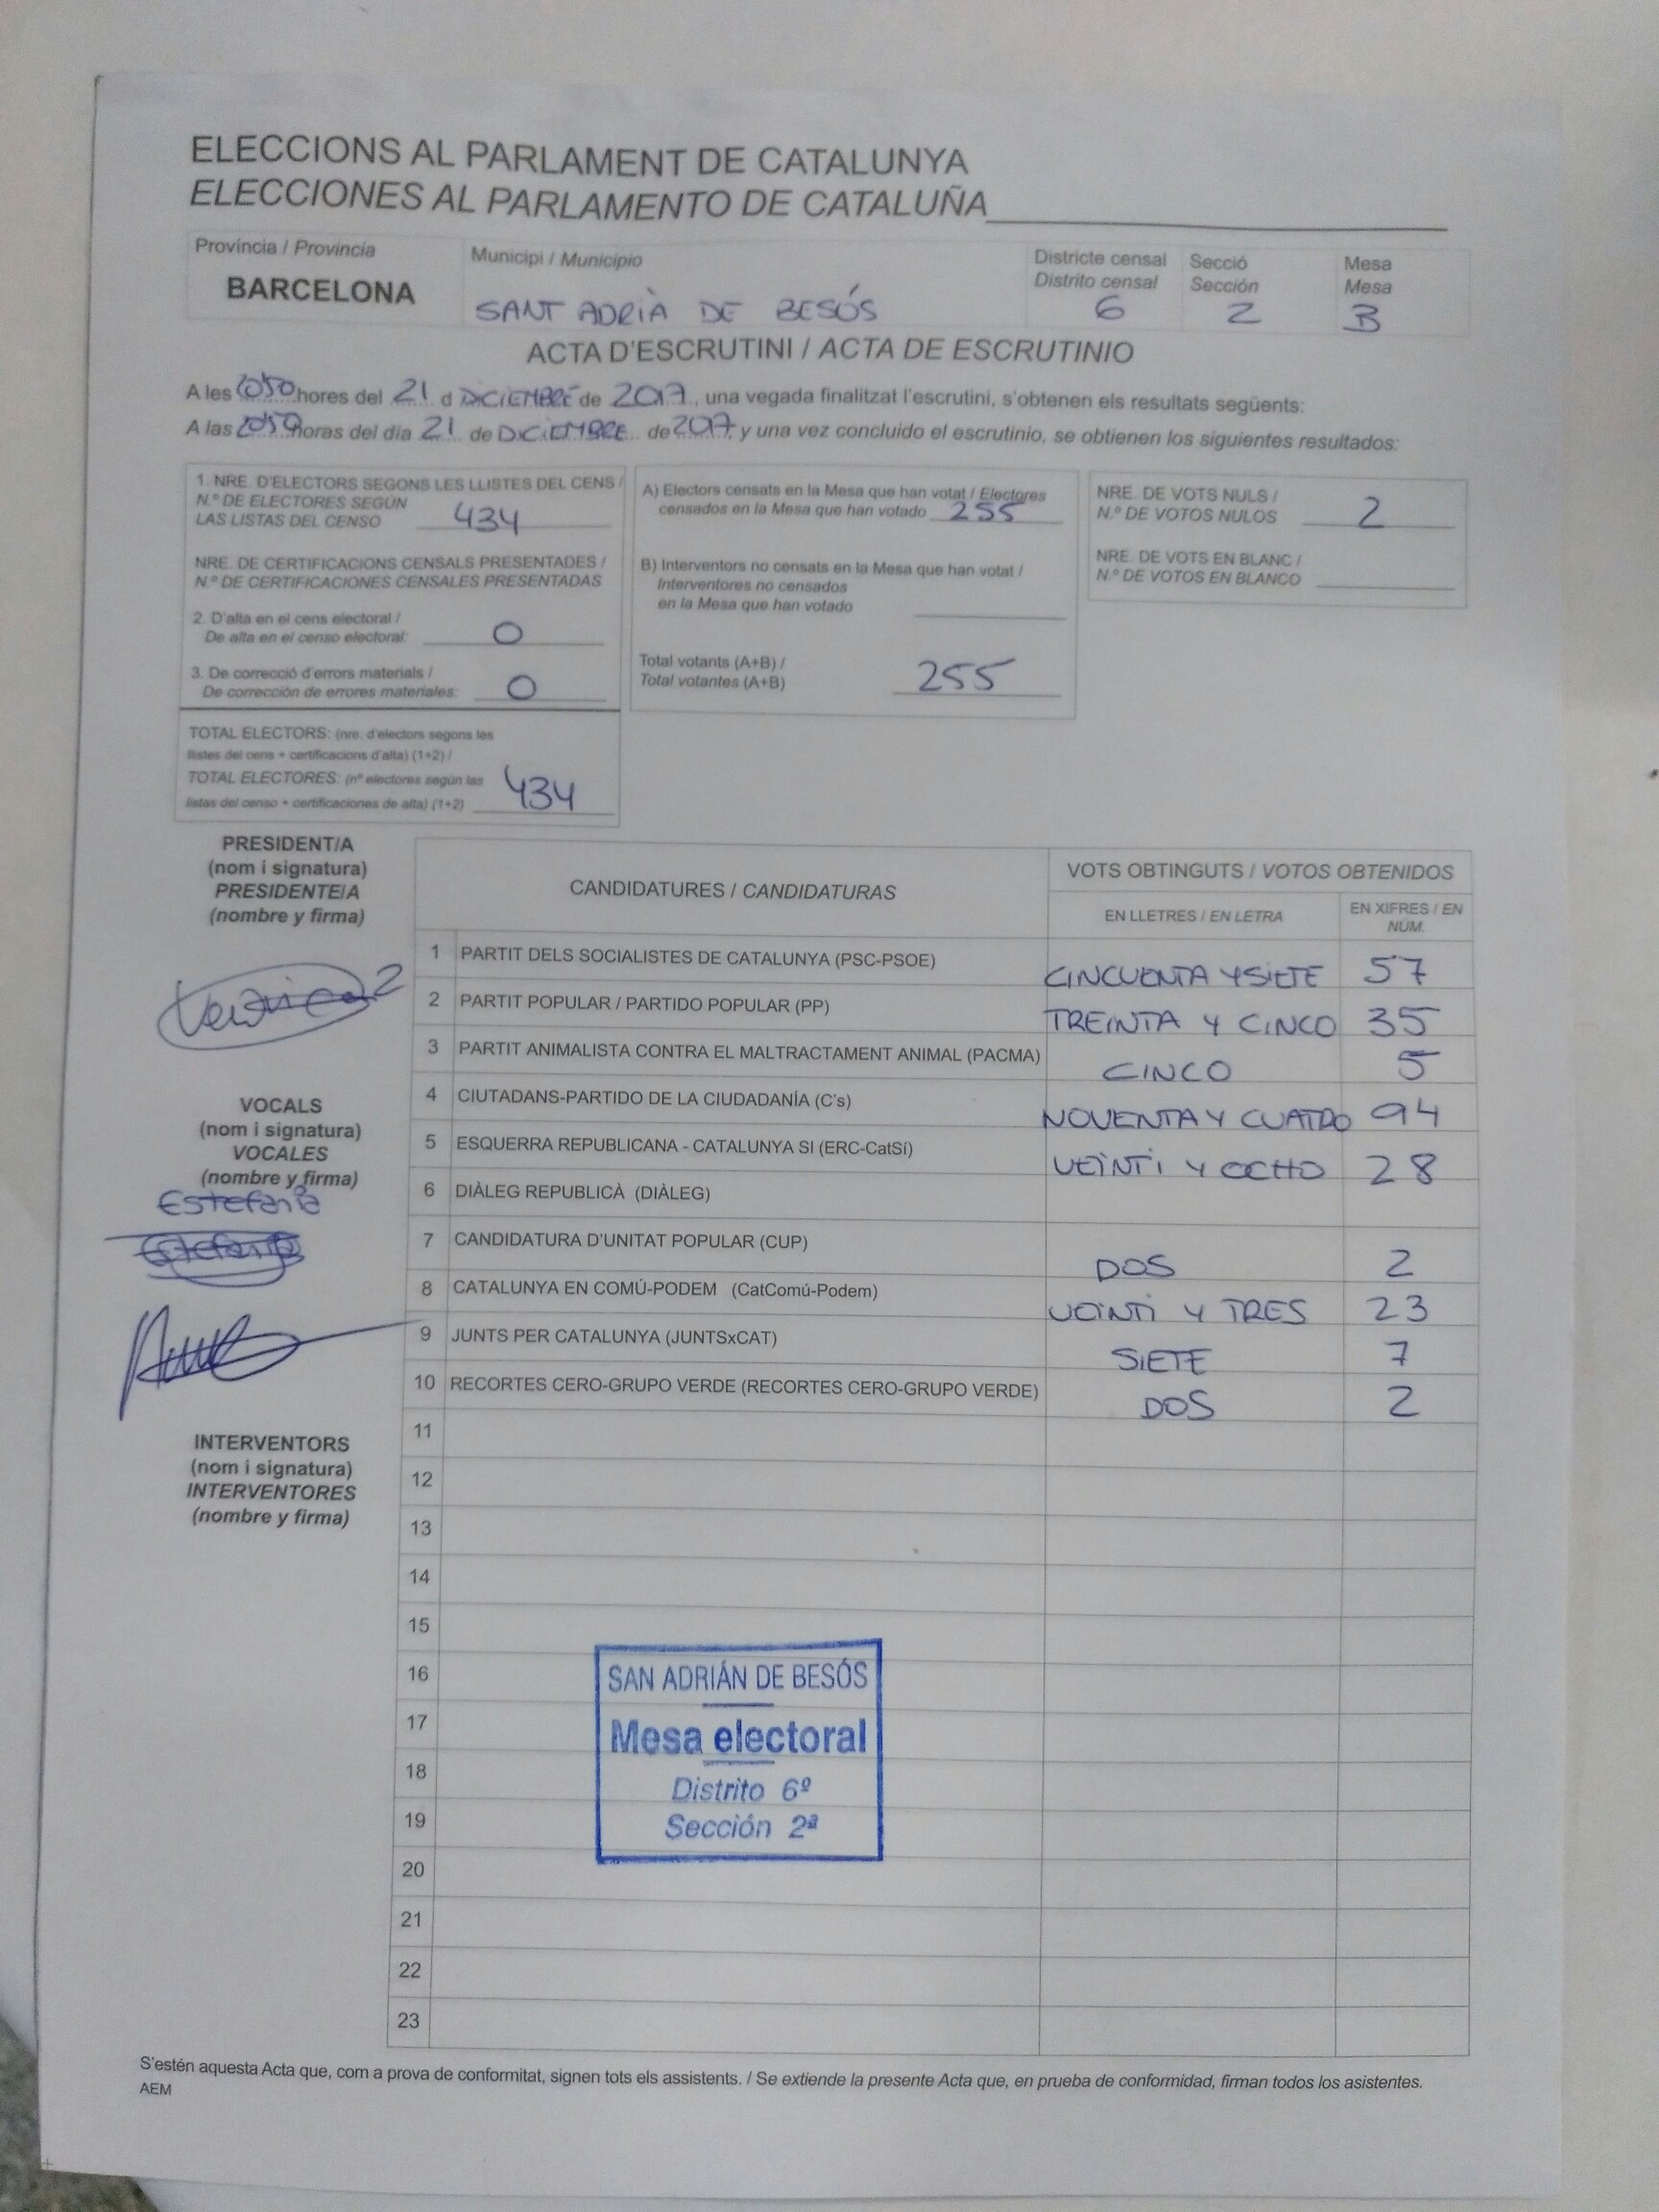 ELECCIONS AL PARLAMENT DE CATALUNYA
ELECCIONES AL PARLAMENTO DE CATALUÑA
Província / Provincia
BARCELONA
Municipi / Municipio
SANT ADRIÀ DE BESÓS
Districte censal
Distrito censal
6
Secció
Sección
2
Mesa
Mesa
B
ACTA D'ESCRUTINI / ACTA DE ESCRUTINIO
A les hores del 21 d DICIEMBRE de 2017, una vegada finalitzat l'escrutini, s'obtenen els resultats següents:
A las horas del día 21 de DICIEMBRE de 2017 y una vez concluido el escrutinio, se obtienen los siguientes resultados:
1. NRE. D'ELECTORS SEGONS LES LLISTES DEL CENS /
N.º DE ELECTORES SEGÚN
LAS LISTAS DEL CENSO 434
NRE. DE CERTIFICACIONS CENSALS PRESENTADES /
N.º DE CERTIFICACIONES CENSALES PRESENTADAS
2. D'alta en el cens electoral /
De alta en el censo electoral: 0
3. De correcció d'errors materials /
De corrección de errores materiales: 0
TOTAL ELECTORS: (nre. d'electors segons les
llistes del cens + certificacions d'alta) (1+2) /
TOTAL ELECTORES: (nº electores según las
listas del censo + certificaciones de alta) (1+2) 434
A) Electors censats en la Mesa que han votat / Electores
censados en la Mesa que han votado 255
B) Interventors no censats en la Mesa que han votat /
Interventores no censados
en la Mesa que han votado
Total votants (A+B) /
Total votantes (A+B) 255
NRE. DE VOTS NULS /
N.º DE VOTOS NULOS 2
NRE. DE VOTS EN BLANC /
N.º DE VOTOS EN BLANCO
PRESIDENT/A
(nom i signatura)
PRESIDENTE/A
(nombre y firma)
VOCALS
(nom i signatura)
VOCALES
(nombre y firma)
Estefania
INTERVENTORS
(nom i signatura)
INTERVENTORES
(nombre y firma)
CANDIDATURES / CANDIDATURAS
VOTS OBTINGUTS / VOTOS OBTENIDOS
EN LLETRES / EN LETRA
EN XIFRES / EN
NÚM.
1 PARTIT DELS SOCIALISTES DE CATALUNYA (PSC-PSOE) CINCUENTA Y SIETE 57
2 PARTIT POPULAR / PARTIDO POPULAR (PP) TREINTA Y CINCO 35
3 PARTIT ANIMALISTA CONTRA EL MALTRACTAMENT ANIMAL (PACMA) CINCO 5
4 CIUTADANS-PARTIDO DE LA CIUDADANÍA (C's) NOVENTA Y CUATRO 94
5 ESQUERRA REPUBLICANA - CATALUNYA SI (ERC-CatSí) VEINTI Y OCHO 28
6 DIÀLEG REPUBLICÀ (DIÀLEG)
7 CANDIDATURA D'UNITAT POPULAR (CUP) DOS 2
8 CATALUNYA EN COMÚ-PODEM (CatComú-Podem) VEINTI Y TRES 23
9 JUNTS PER CATALUNYA (JUNTSxCAT) SIETE 7
10 RECORTES CERO-GRUPO VERDE (RECORTES CERO-GRUPO VERDE) DOS 2
11
12
13
14
15
16
17
18
19
20
21
22
23
SAN ADRIÁN DE BESÓS
Mesa electoral
Distrito 6º
Sección 2ª
S'estén aquesta Acta que, com a prova de conformitat, signen tots els assistents. / Se extiende la presente Acta que, en prueba de conformidad, firman todos los asistentes.
AEM